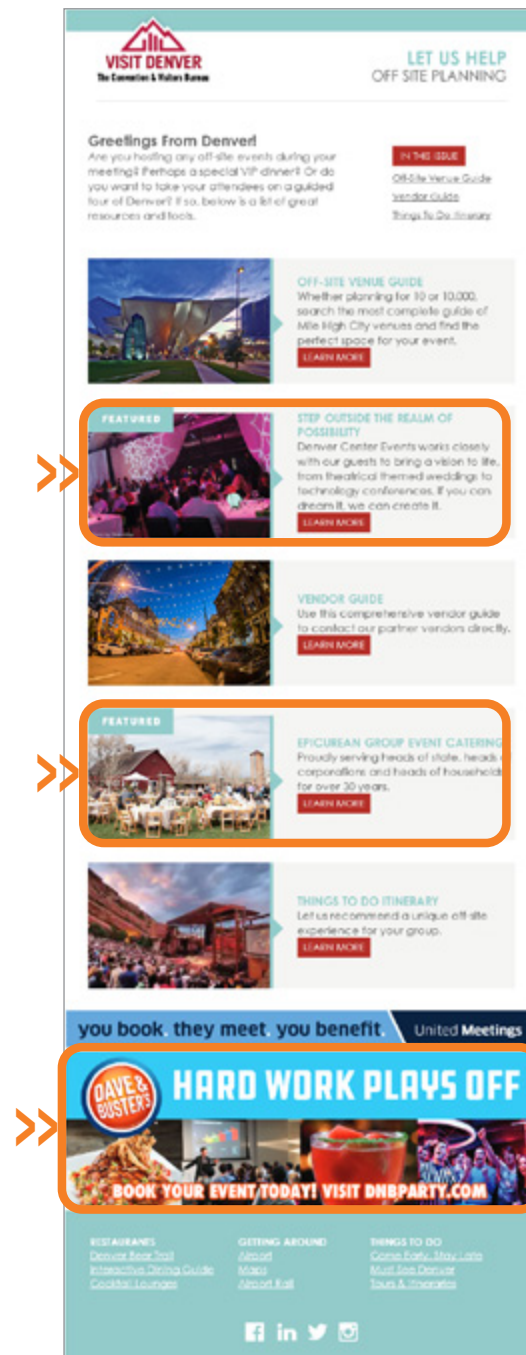 VISIT DENVER
The Convention & Visitors Bureau
LET US HELP
OFF SITE PLANNING
Greetings From Denver!
Are you hosting any off-site events during your
meeting? Perhaps a special VIP dinner? Or do
you want to take your attendees on a guided
tour of Denver? If so, below is a list of great
resources and tools.
IN THIS ISSUE
Off-Site Venue Guide
Vendor Guide
Things To Do Itinerary
OFF-SITE VENUE GUIDE
Whether planning for 10 or 10,000,
search the most complete guide of
Mile High City venues and find the
perfect space for your event.
LEARN MORE
FEATURED
STEP OUTSIDE THE REALM OF
POSSIBILITY
Denver Center Events works closely
with our guests to bring a vision to life,
from theatrical themed weddings to
technology conferences. If you can
dream it, we can create it.
LEARN MORE
VENDOR GUIDE
Use this comprehensive vendor guide
to contact our partner vendors directly.
LEARN MORE
FEATURED
EPICUREAN GROUP EVENT CATERING
Proudly serving heads of state, heads
corporations and heads of households
for over 30 years.
LEARN MORE
THINGS TO DO ITINERARY
Let us recommend a unique off-site
experience for your group.
LEARN MORE
you book. they meet. you benefit.
United Meetings
DAVE &
BUSTER'S
HARD WORK PLAYS OFF
BOOK YOUR EVENT TODAY! VISIT DNBPARTY.COM
RESTAURANTS
Denver Beer Trail
Interactive Dining Guide
Cocktail Lounges
GETTING AROUND
Airport
Maps
Airport Rail
THINGS TO DO
Come Early, Stay Late
Must See Denver
Tours & Itineraries